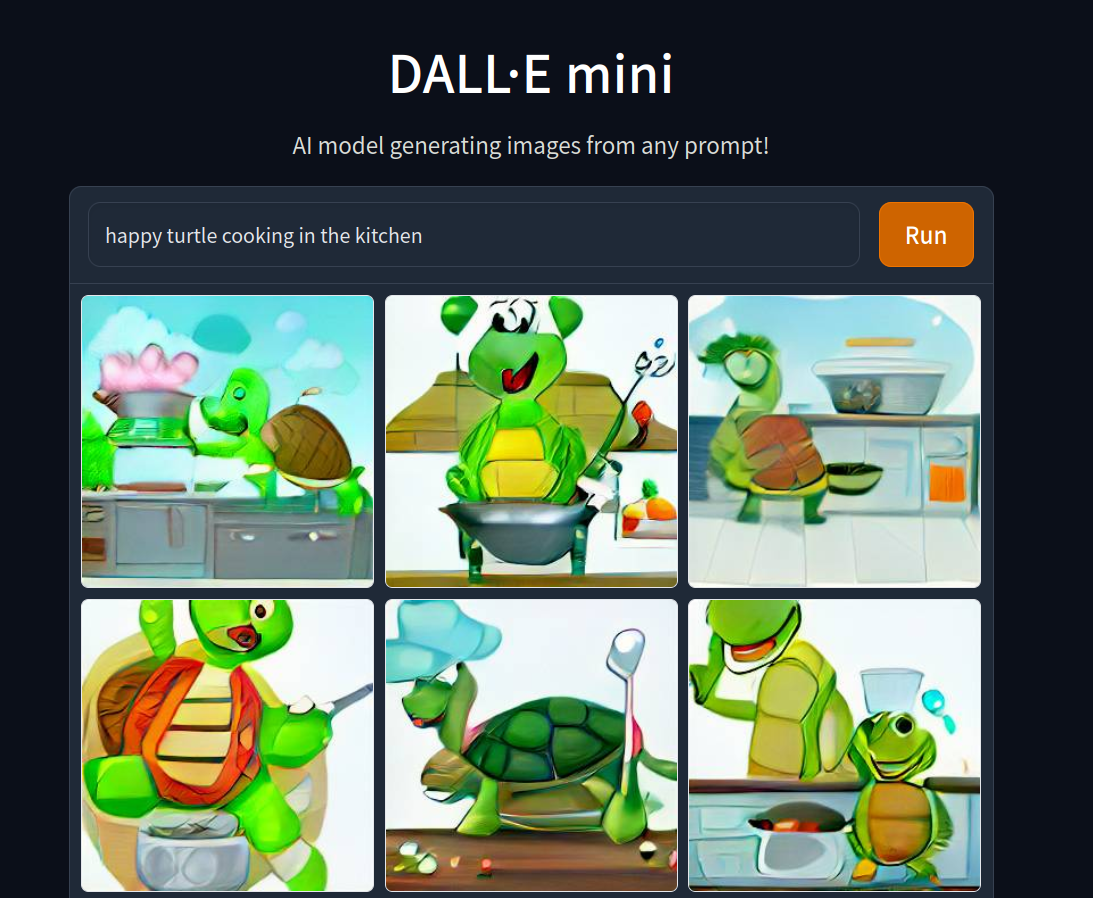 DALL·E mini
AI model generating images from any prompt!
happy turtle cooking in the kitchen
Run